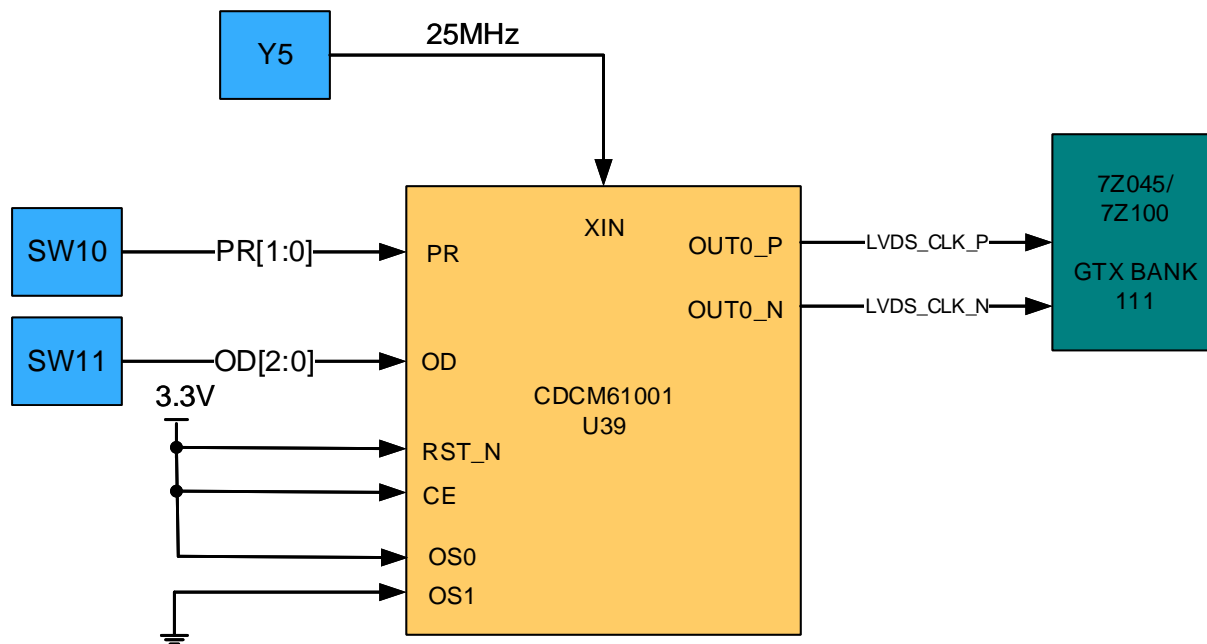 Y5
25MHz
SW10
PR[1:0]
PR
XIN
OUT0_P
LVDS_CLK_P
7Z045/
7Z100
GTX BANK
111
OUT0_N
LVDS_CLK_N
SW11
OD[2:0]
OD
CDCM61001
U39
3.3V
RST_N
CE
OS0
OS1